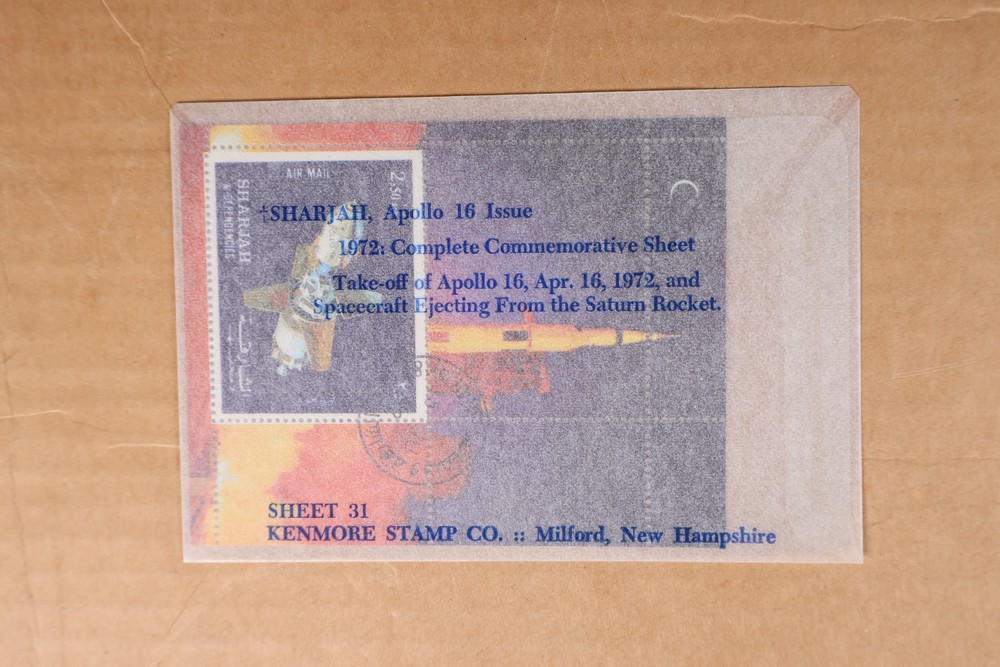 AIR MAIL
2.50
SHARJAH
& DEPENDENCIES
†SHARJAH, Apollo 16 Issue
1972: Complete Commemorative Sheet
Take-off of Apollo 16, Apr. 16, 1972, and
Spacecraft Ejecting From the Saturn Rocket.
SHEET 31
KENMORE STAMP CO. :: Milford, New Hampshire